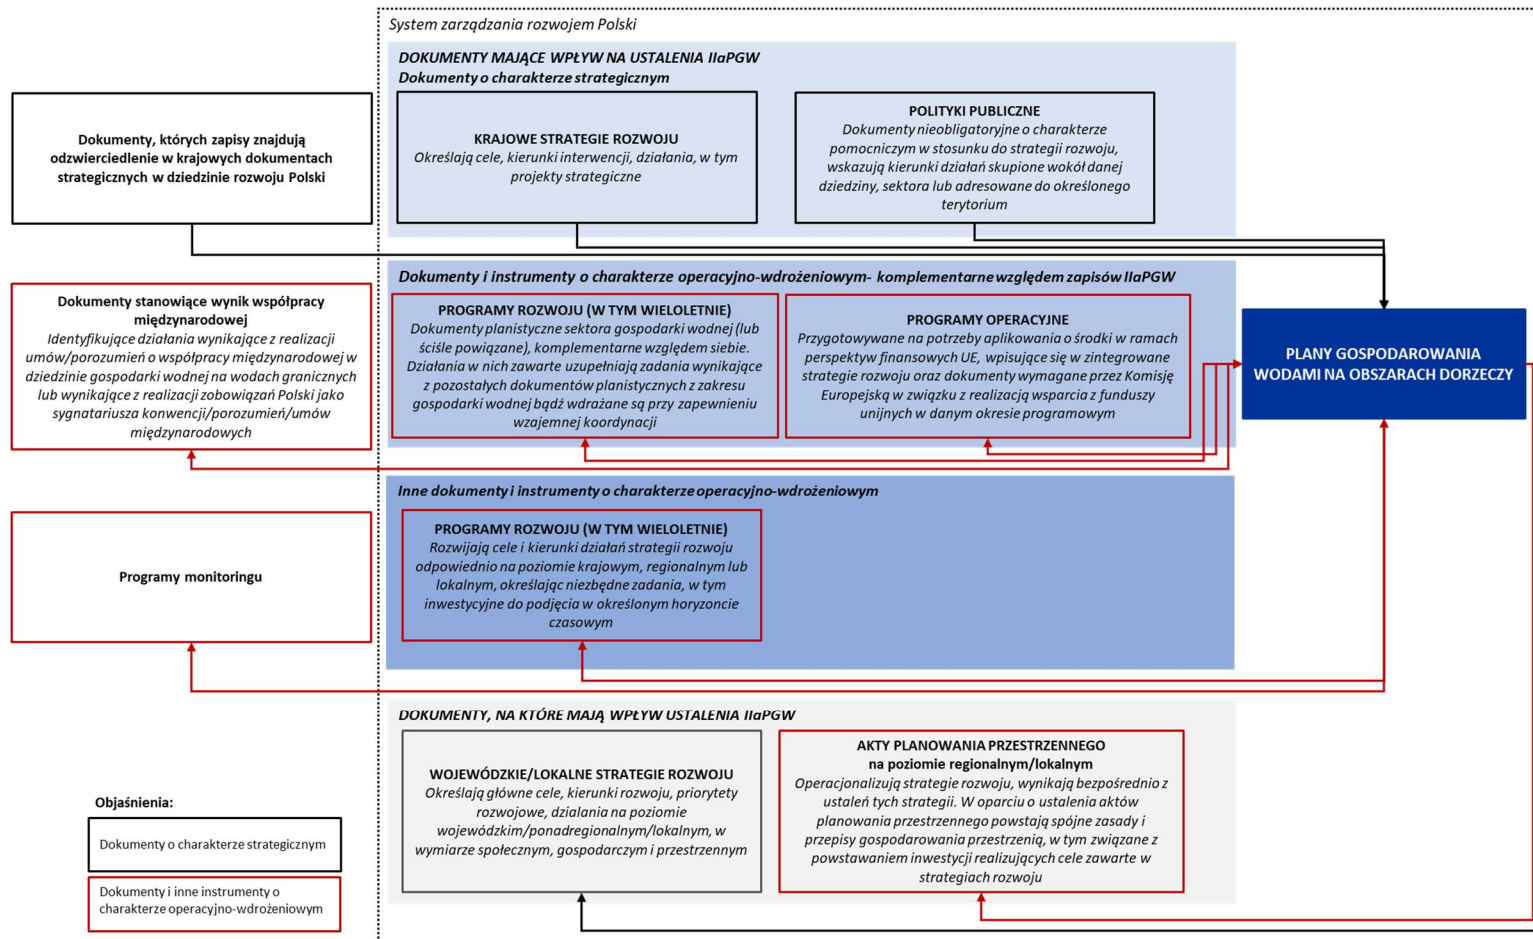 System zarządzania rozwojem Polski
DOKUMENTY MAJĄCE WPŁYW NA USTALENIA IIaPGW
Dokumenty o charakterze strategicznym
Dokumenty, których zapisy znajdują
odzwierciedlenie w krajowych dokumentach
strategicznych w dziedzinie rozwoju Polski
KRAJOWE STRATEGIE ROZWOJU
Określają cele, kierunki interwencji, działania, w tym
projekty strategiczne
POLITYKI PUBLICZNE
Dokumenty nieobligatoryjne o charakterze
pomocniczym w stosunku do strategii rozwoju,
wskazują kierunki działań skupione wokół danej
dziedziny, sektora lub adresowane do określonego
terytorium
Dokumenty i instrumenty o charakterze operacyjno-wdrożeniowym- komplementarne względem zapisów IIaPGW
Dokumenty stanowiące wynik współpracy
międzynarodowej
Identyfikujące działania wynikające z realizacji
umów/porozumień o współpracy międzynarodowej w
dziedzinie gospodarki wodnej na wodach granicznych
lub wynikające z realizacji zobowiązań Polski jako
sygnatariusza konwencji/porozumień/umów
międzynarodowych
PROGRAMY ROZWOJU (W TYM WIELOLETNIE)
Dokumenty planistyczne sektora gospodarki wodnej (lub
ściśle powiązane), komplementarne względem siebie.
Działania w nich zawarte uzupełniają zadania wynikające
z pozostałych dokumentów planistycznych z zakresu
gospodarki wodnej bądź wdrażane są przy zapewnieniu
wzajemnej koordynacji
PROGRAMY OPERACYJNE
Przygotowywane na potrzeby aplikowania o środki w ramach
perspektyw finansowych UE, wpisujące się w zintegrowane
strategie rozwoju oraz dokumenty wymagane przez Komisję
Europejską w związku z realizacją wsparcia z funduszy
unijnych w danym okresie programowym
PLANY GOSPODAROWANIA
WODAMI NA OBSZARACH DORZECZY
Inne dokumenty i instrumenty o charakterze operacyjno-wdrożeniowym
Programy monitoringu
PROGRAMY ROZWOJU (W TYM WIELOLETNIE)
Rozwijają cele i kierunki działań strategii rozwoju
odpowiednio na poziomie krajowym, regionalnym lub
lokalnym, określając niezbędne zadania, w tym
inwestycyjne do podjęcia w określonym horyzoncie
czasowym
DOKUMENTY, NA KTÓRE MAJĄ WPŁYW USTALENIA IIaPGW
WOJEWÓDZKIE/LOKALNE STRATEGIE ROZWOJU
Określają główne cele, kierunki rozwoju, priorytety
rozwojowe, dzialania na poziomie
wojewódzkim/ponadregionalnym/lokalnym, w
wymiarze społecznym, gospodarczym i przestrzennym
AKTY PLANOWANIA PRZESTRZENNEGO
na poziomie regionalnym/lokalnym
Operacjonalizują strategie rozwoju, wynikają bezpośrednio z
ustaleń tych strategii. W oparciu o ustalenia aktów
planowania przestrzennego powstają spójne zasady i
przepisy gospodarowania przestrzenią, w tym związane z
powstawaniem inwestycji realizujących cele zawarte w
strategiach rozwoju
Objaśnienia:
Dokumenty o charakterze strategicznym
Dokumenty i inne instrumenty o
charakterze operacyjno-wdrożeniowym